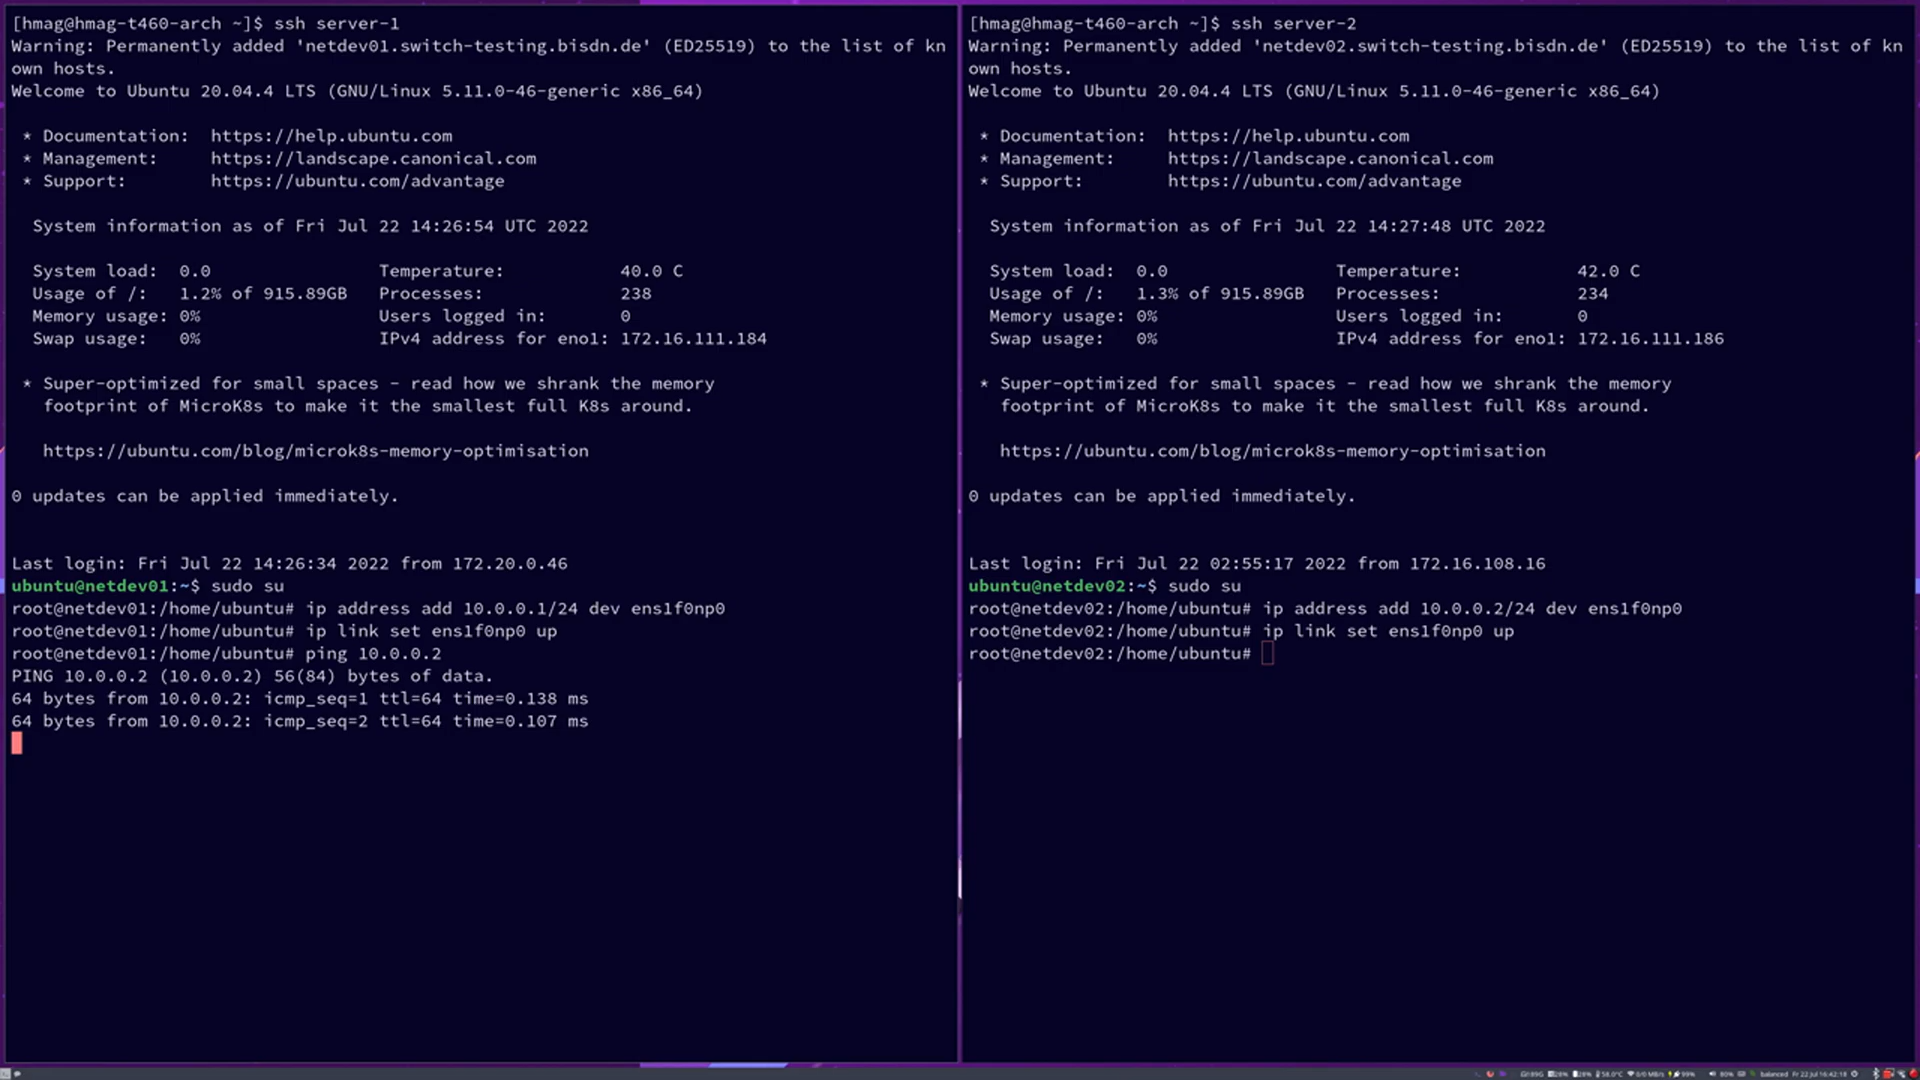 [hmag@hmag-t460-arch ~]$ ssh server-1
Warning: Permanently added 'netdev01.switch-testing.bisdn.de' (ED25519) to the list of kn
own hosts.
Welcome to Ubuntu 20.04.4 LTS (GNU/Linux 5.11.0-46-generic x86_64)
* Documentation:  https://help.ubuntu.com
* Management:     https://landscape.canonical.com
* Support:        https://ubuntu.com/advantage
System information as of Fri Jul 22 14:26:54 UTC 2022
System load:  0.0                Temperature:           40.0 C
Usage of /:   1.2% of 915.89GB   Processes:             238
Memory usage: 0%                 Users logged in:       0
Swap usage:   0%                 IPv4 address for eno1: 172.16.111.184
* Super-optimized for small spaces - read how we shrank the memory
footprint of MicroK8s to make it the smallest full K8s around.
https://ubuntu.com/blog/microk8s-memory-optimisation
0 updates can be applied immediately.
Last login: Fri Jul 22 14:26:34 2022 from 172.20.0.46
ubuntu@netdev01:~$ sudo su
root@netdev01:/home/ubuntu# ip address add 10.0.0.1/24 dev ens1f0np0
root@netdev01:/home/ubuntu# ip link set ens1f0np0 up
root@netdev01:/home/ubuntu# ping 10.0.0.2
PING 10.0.0.2 (10.0.0.2) 56(84) bytes of data.
64 bytes from 10.0.0.2: icmp_seq=1 ttl=64 time=0.138 ms
64 bytes from 10.0.0.2: icmp_seq=2 ttl=64 time=0.107 ms
[hmag@hmag-t460-arch ~]$ ssh server-2
Warning: Permanently added 'netdev02.switch-testing.bisdn.de' (ED25519) to the list of kn
own hosts.
Welcome to Ubuntu 20.04.4 LTS (GNU/Linux 5.11.0-46-generic x86_64)
* Documentation:  https://help.ubuntu.com
* Management:     https://landscape.canonical.com
* Support:        https://ubuntu.com/advantage
System information as of Fri Jul 22 14:27:48 UTC 2022
System load:  0.0                Temperature:           42.0 C
Usage of /:   1.3% of 915.89GB   Processes:             234
Memory usage: 0%                 Users logged in:       0
Swap usage:   0%                 IPv4 address for eno1: 172.16.111.186
* Super-optimized for small spaces - read how we shrank the memory
footprint of MicroK8s to make it the smallest full K8s around.
https://ubuntu.com/blog/microk8s-memory-optimisation
0 updates can be applied immediately.
Last login: Fri Jul 22 02:55:17 2022 from 172.16.108.16
ubuntu@netdev02:~$ sudo su
root@netdev02:/home/ubuntu# ip address add 10.0.0.2/24 dev ens1f0np0
root@netdev02:/home/ubuntu# ip link set ens1f0np0 up
root@netdev02:/home/ubuntu#
balanced Fr 22 Jul 16:42:18